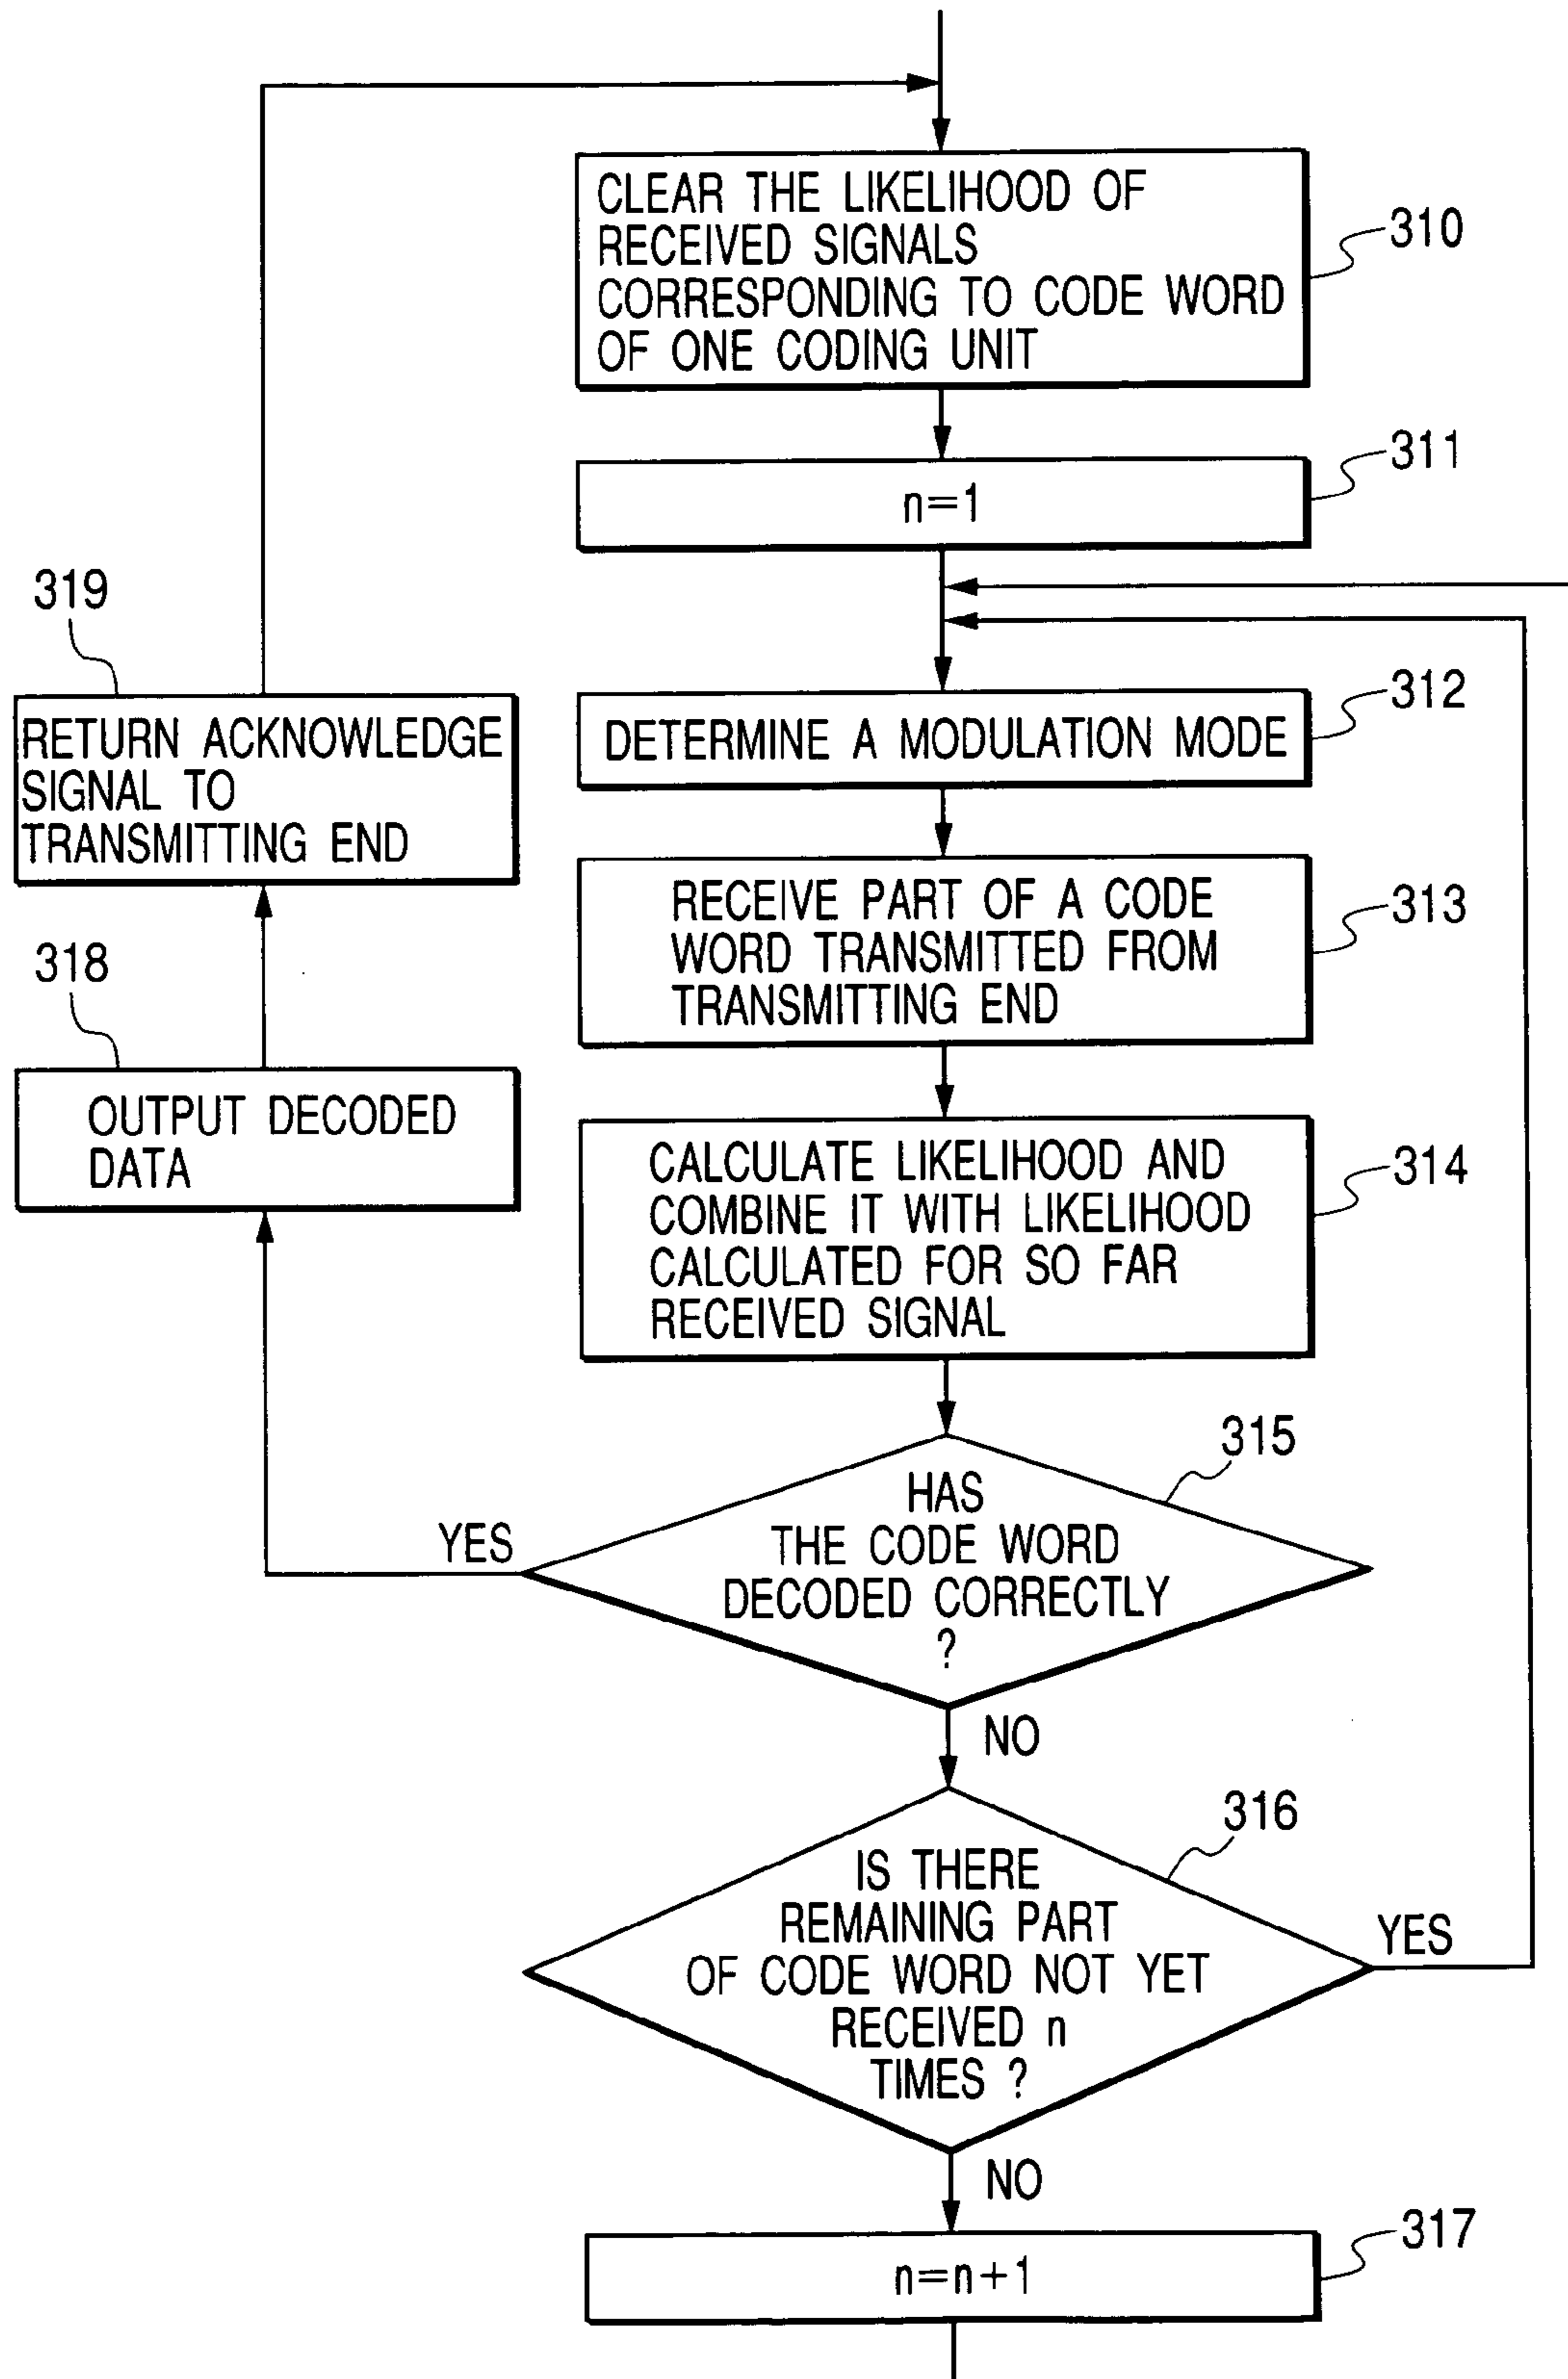 CLEAR THE LIKELIHOOD OF
RECEIVED SIGNALS
CORRESPONDING TO CODE WORD
OF ONE CODING UNIT
310
n=1
311
319
RETURN ACKNOWLEDGE
SIGNAL TO
TRANSMITTING END
DETERMINE A MODULATION MODE
312
RECEIVE PART OF A CODE
WORD TRANSMITTED FROM
TRANSMITTING END
313
318
OUTPUT DECODED
DATA
CALCULATE LIKELIHOOD AND
COMBINE IT WITH LIKELIHOOD
CALCULATED FOR SO FAR
RECEIVED SIGNAL
314
315
HAS
THE CODE WORD
DECODED CORRECTLY
?
YES
NO
316
IS THERE
REMAINING PART
OF CODE WORD NOT YET
RECEIVED n
TIMES ?
YES
NO
n=n+1
317